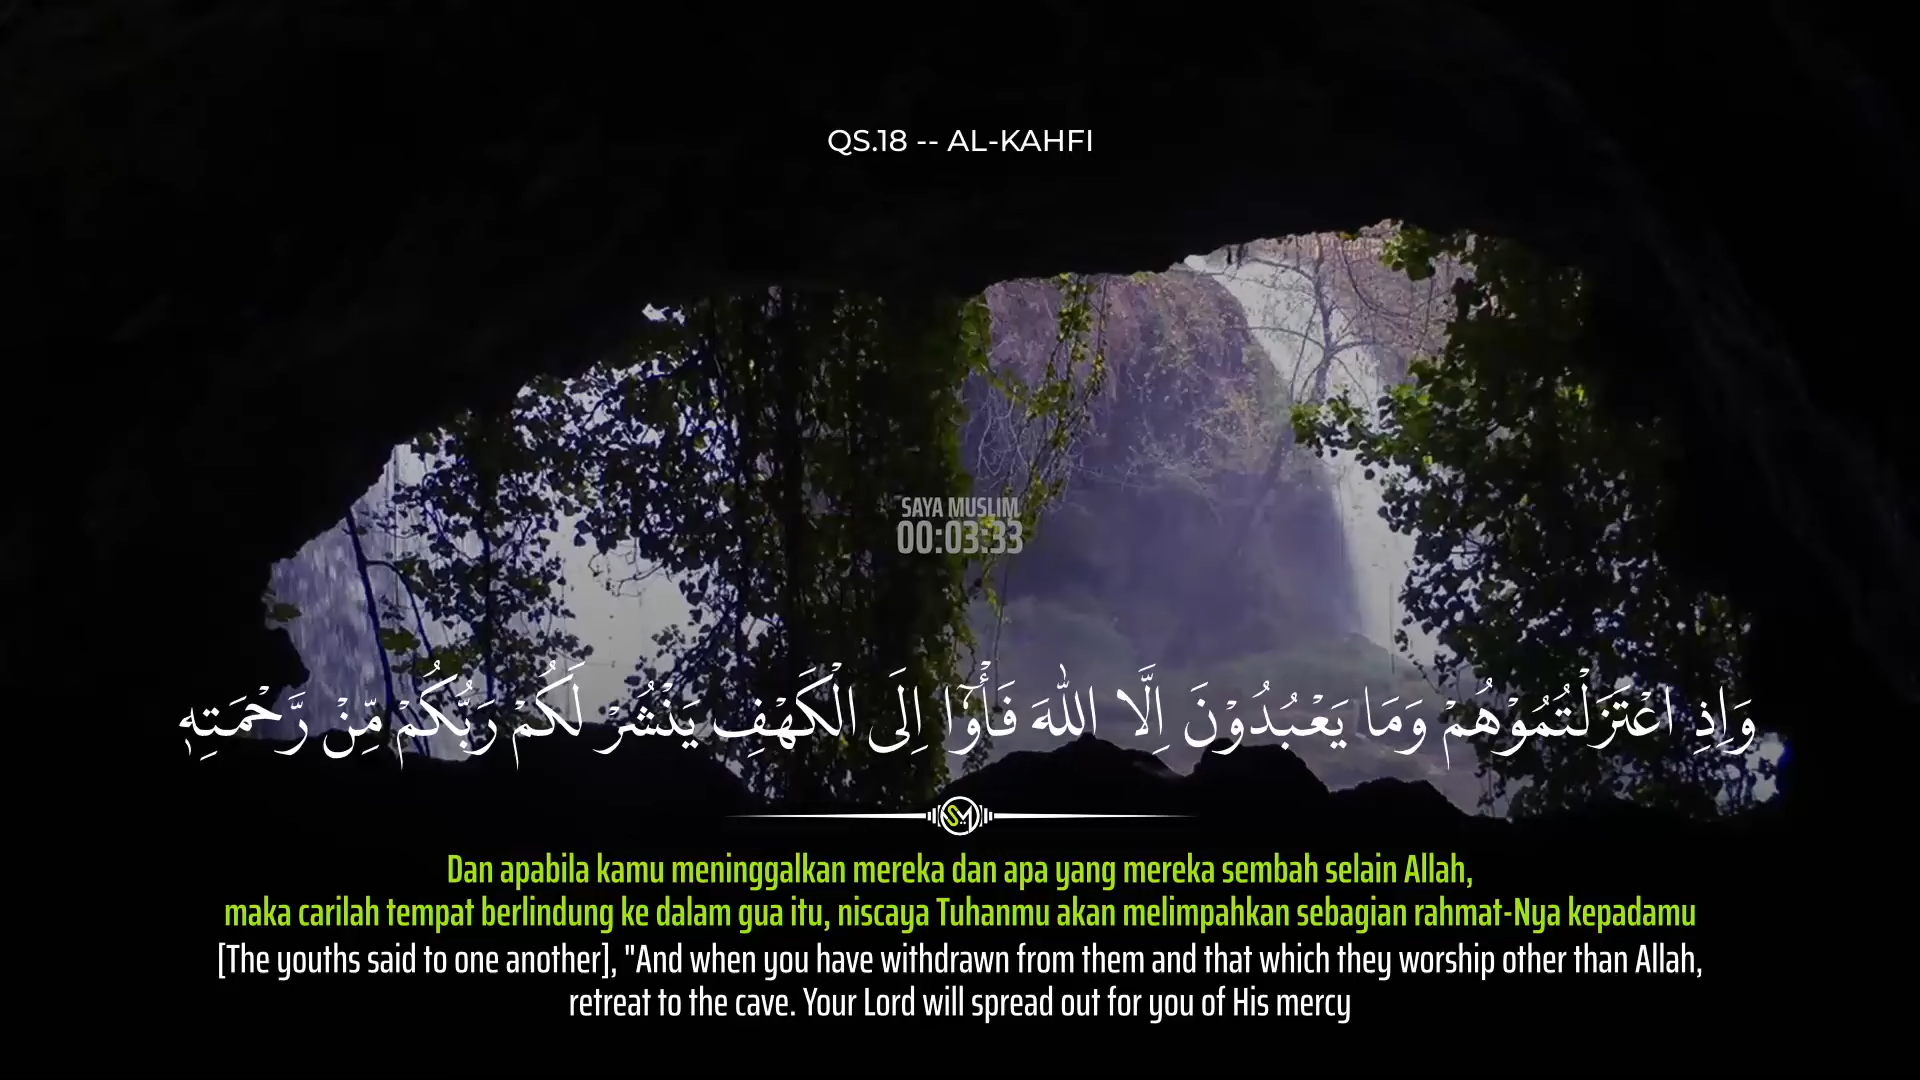 QS.18 -- AL-KAHFI
SAYA MUSLIM
00:03:33
وَاِذِ اعْتَزَلْتُمُوْهُمْ وَمَا يَعْبُدُوْنَ اِلَّا اللّٰهَ فَأْوٗٓا اِلَى الْكَهْفِ يَنْشُرْ لَكُمْ رَبُّكُمْ مِّنْ رَّحْمَتِهٖ
SM
Dan apabila kamu meninggalkan mereka dan apa yang mereka sembah selain Allah,
maka carilah tempat berlindung ke dalam gua itu, niscaya Tuhanmu akan melimpahkan sebagian rahmat-Nya kepadamu
[The youths said to one another], "And when you have withdrawn from them and that which they worship other than Allah,
retreat to the cave. Your Lord will spread out for you of His mercy